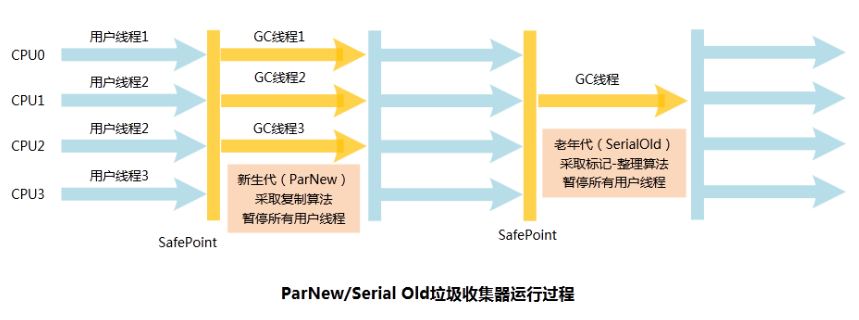 用户线程1
GC线程1
CPU0
用户线程2
GC线程2
GC线程
CPU1
用户线程2
GC线程3
CPU2
用户线程3
CPU3
新生代（ParNew）
采取复制算法
暂停所有用户线程
老年代（SerialOld）
采取标记-整理算法
暂停所有用户线程
SafePoint
SafePoint
ParNew/Serial Old垃圾收集器运行过程